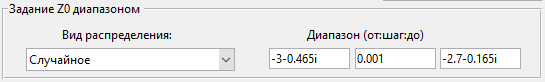 Задание Z0 диапазоном
Вид распределения: Диапазон (от:шаг:до)
Случайное -3-0.465i 0.001 -2.7-0.165i